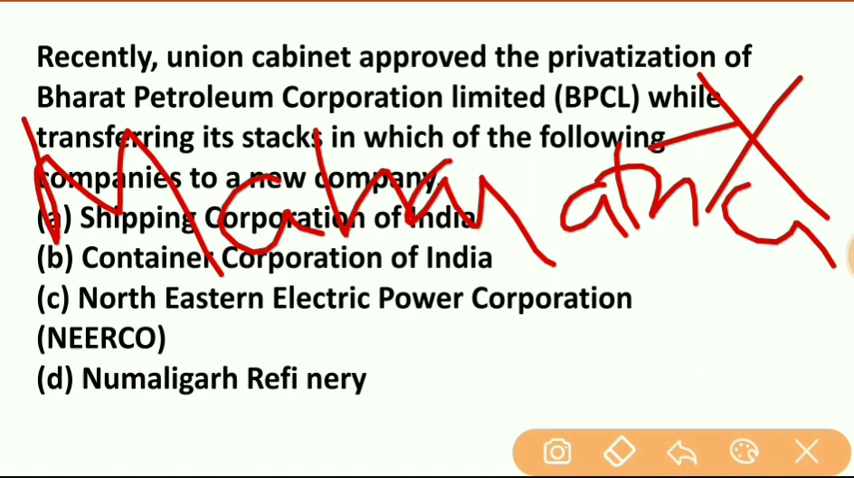 Recently, union cabinet approved the privatization of
Bharat Petroleum Corporation limited (BPCL) while
transferring its stacks in which of the following
companies to a new company
(a) Shipping Corporation of India
(b) Container Corporation of India
(c) North Eastern Electric Power Corporation
(NEERCO)
(d) Numaligarh Refi nery
Maharatna